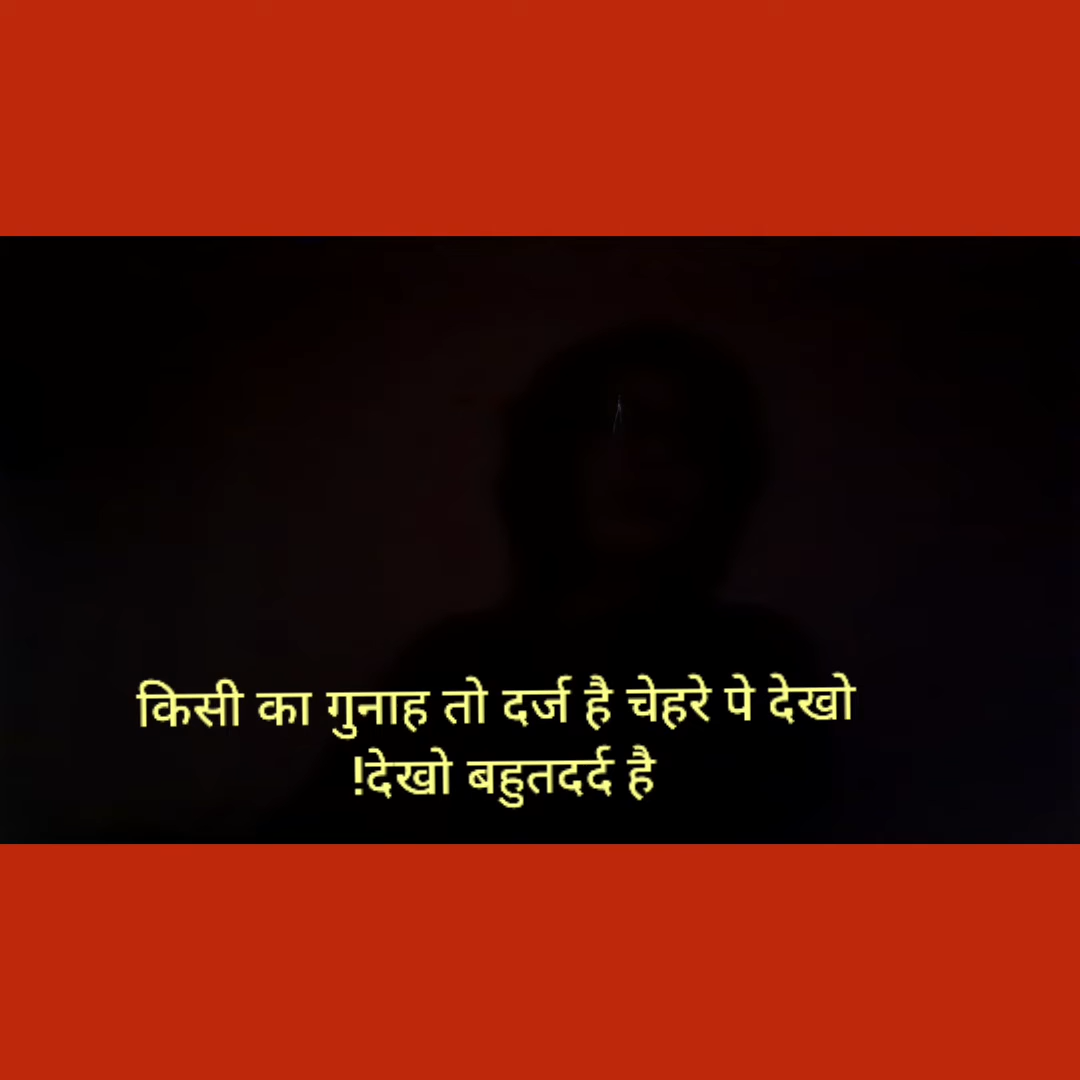 किसी का गुनाह तो दर्ज है चेहरे पे देखो
!देखो बहुतदर्द है